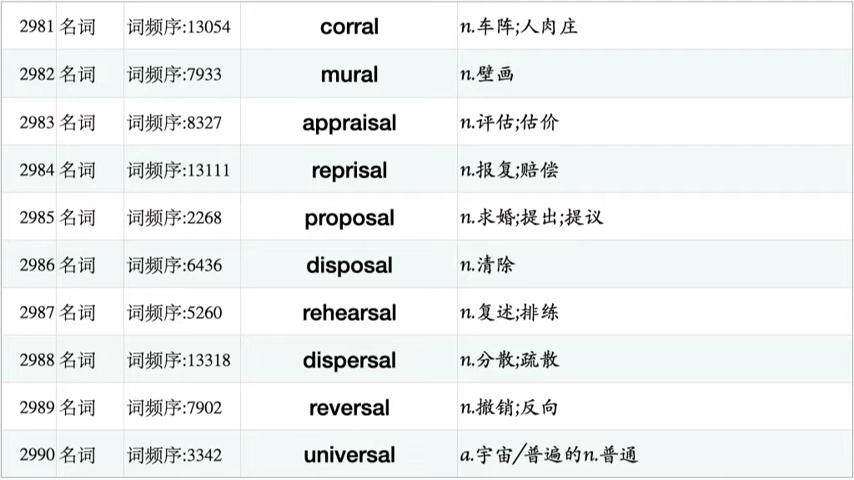 2981 名词 词频序:13054 corral n.车阵;人肉庄
2982 名词 词频序:7933 mural n.壁画
2983 名词 词频序:8327 appraisal n.评估;估价
2984 名词 词频序:13111 reprisal n.报复;赔偿
2985 名词 词频序:2268 proposal n.求婚;提出;提议
2986 名词 词频序:6436 disposal n.清除
2987 名词 词频序:5260 rehearsal n.复述;排练
2988 名词 词频序:13318 dispersal n.分散;疏散
2989 名词 词频序:7902 reversal n.撤销;反向
2990 名词 词频序:3342 universal a.宇宙/普遍的n.普通